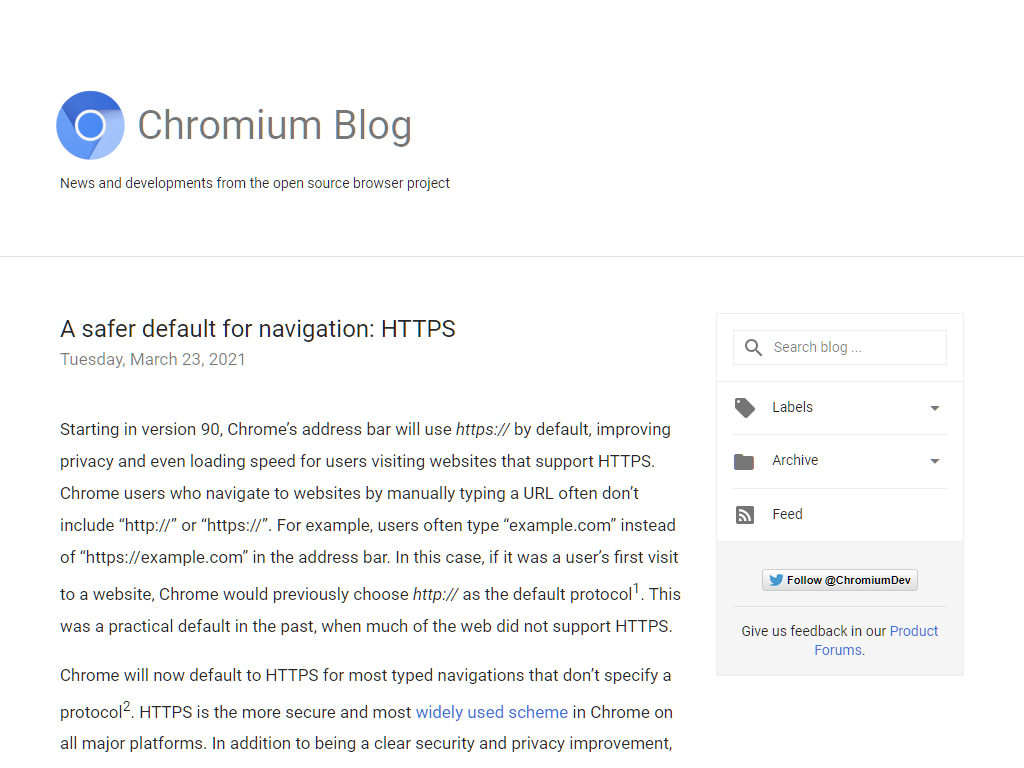 Chromium Blog
News and developments from the open source browser project
A safer default for navigation: HTTPS
Tuesday, March 23, 2021
Starting in version 90, Chrome’s address bar will use https:// by default, improving
privacy and even loading speed for users visiting websites that support HTTPS.
Chrome users who navigate to websites by manually typing a URL often don’t
include “http://” or “https://”. For example, users often type “example.com” instead
of “https://example.com” in the address bar. In this case, if it was a user’s first visit
to a website, Chrome would previously choose http:// as the default protocol1. This
was a practical default in the past, when much of the web did not support HTTPS.
Chrome will now default to HTTPS for most typed navigations that don’t specify a
protocol2. HTTPS is the more secure and most widely used scheme in Chrome on
all major platforms. In addition to being a clear security and privacy improvement,
Search blog ...
Labels
Archive
Feed
Follow @ChromiumDev
Give us feedback in our Product
Forums.